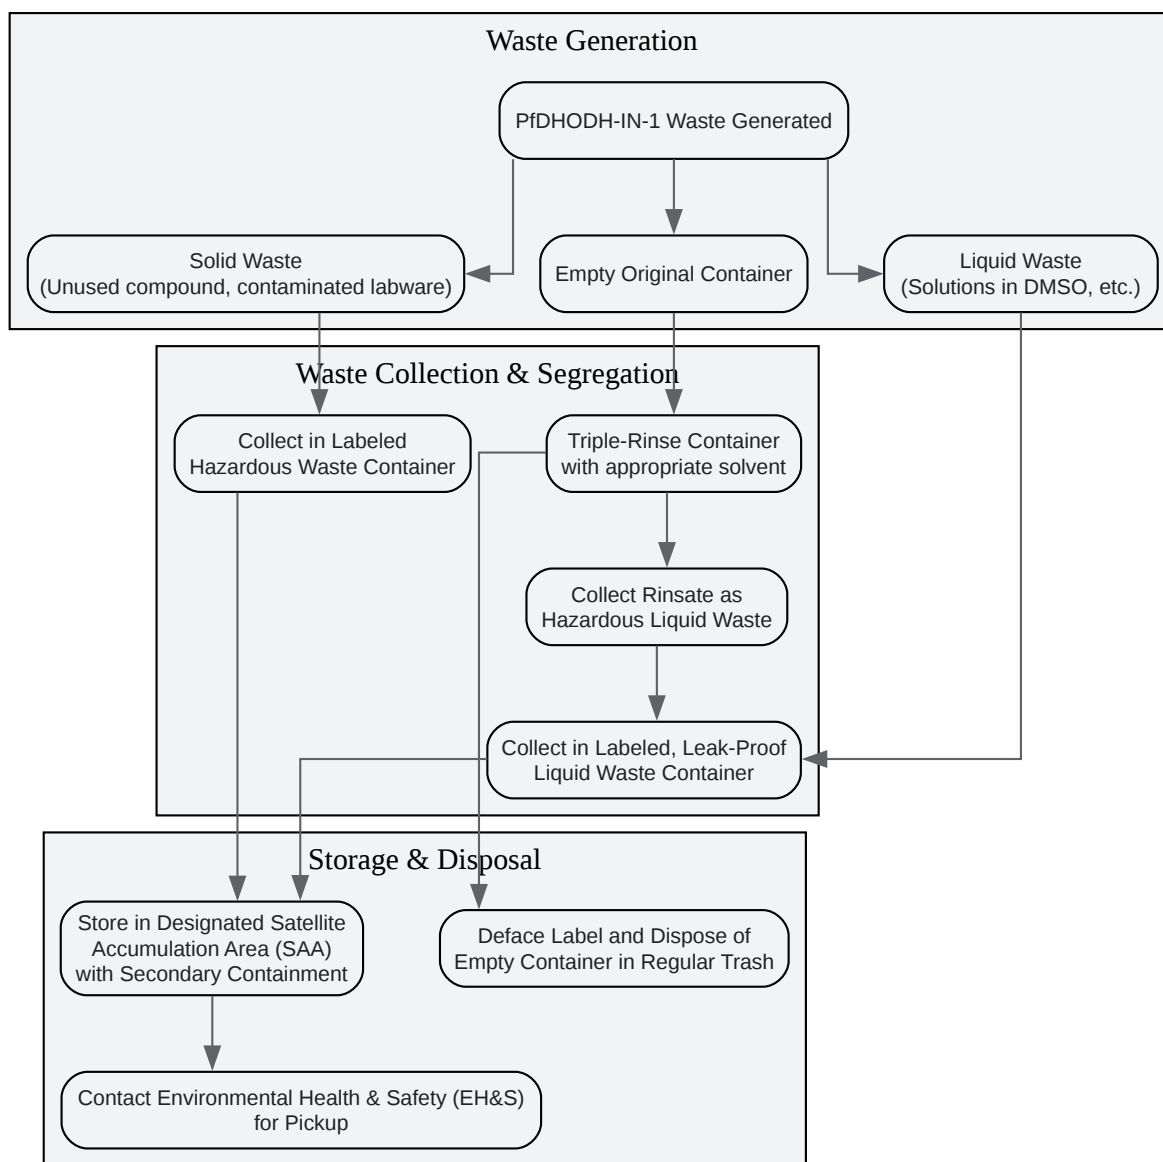 Waste Generation
PfDHODH-IN-1 Waste Generated
Solid Waste
(Unused compound, contaminated labware)
Empty Original Container
Liquid Waste
(Solutions in DMSO, etc.)
Waste Collection & Segregation
Collect in Labeled
Hazardous Waste Container
Triple-Rinse Container
with appropriate solvent
Collect Rinsate as
Hazardous Liquid Waste
Collect in Labeled, Leak-Proof
Liquid Waste Container
Storage & Disposal
Store in Designated Satellite
Accumulation Area (SAA)
with Secondary Containment
Deface Label and Dispose of
Empty Container in Regular Trash
Contact Environmental Health & Safety (EH&S)
for Pickup